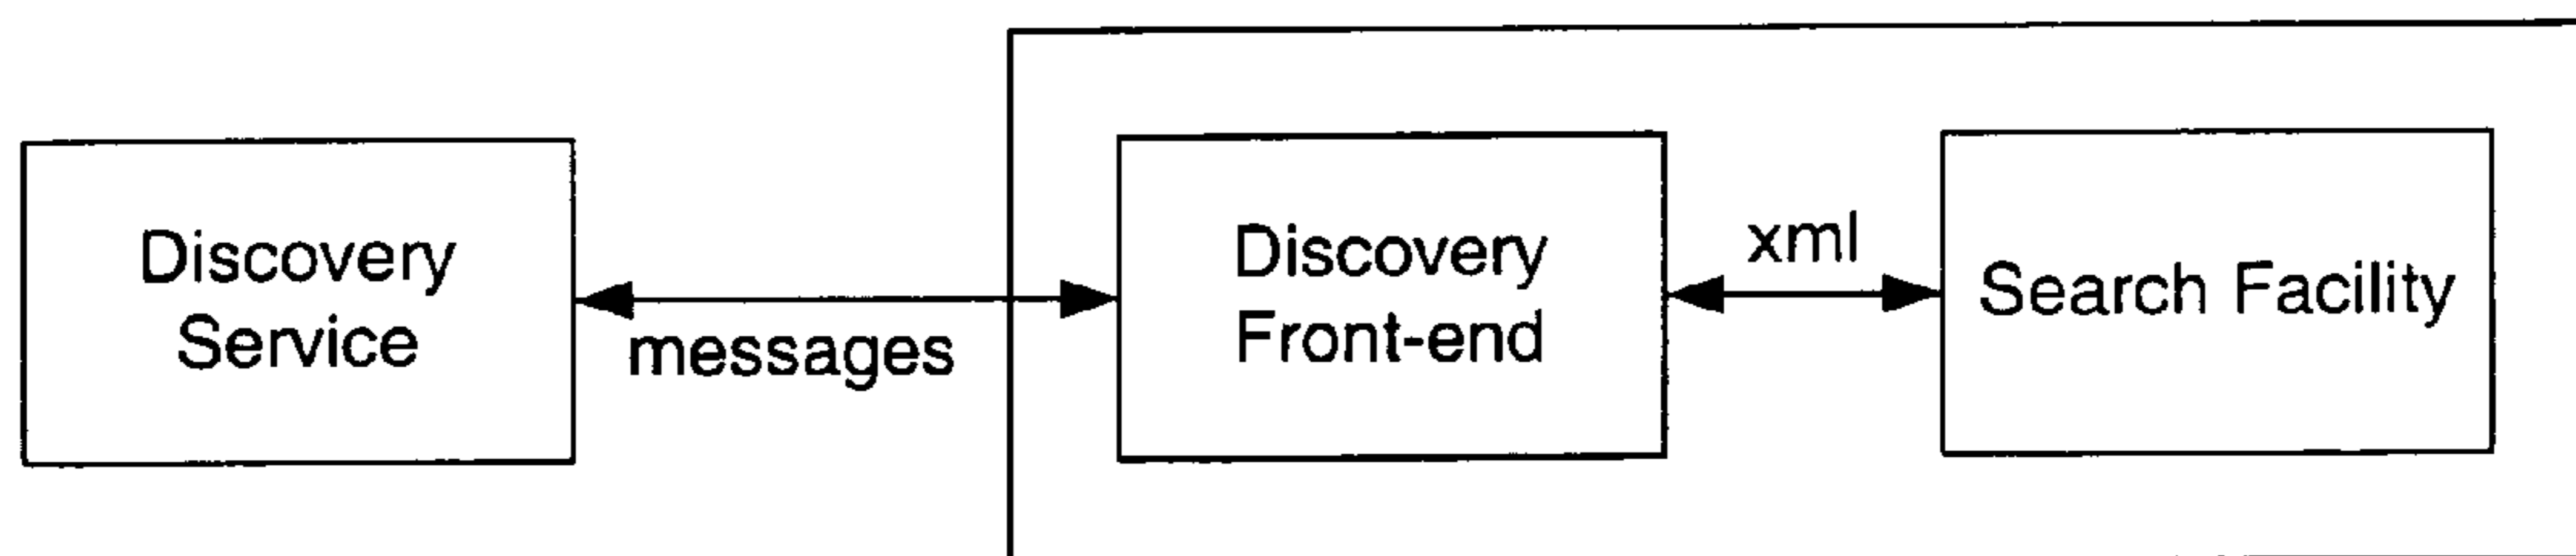 Discovery
Service
messages
Discovery
Front-end
xml
Search Facility